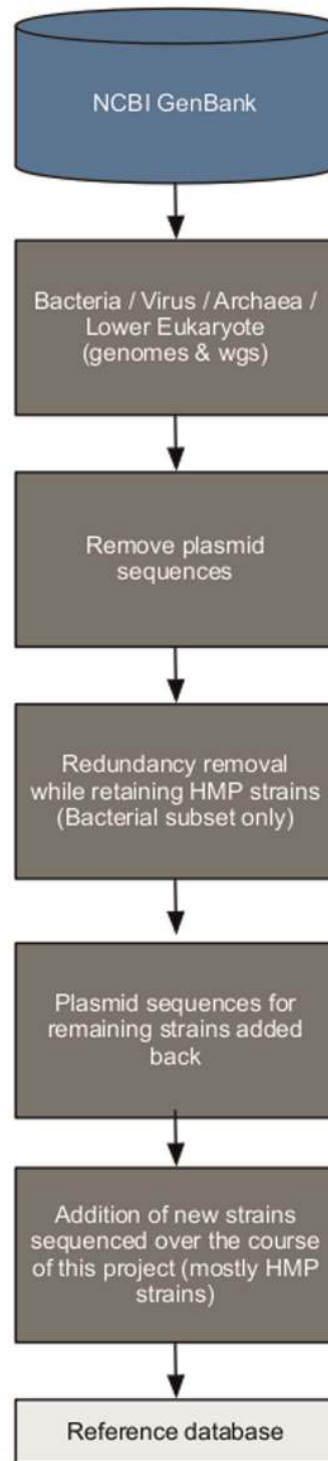 NCBI GenBank
Bacteria / Virus / Archaea /
Lower Eukaryote
(genomes & wgs)
Remove plasmid
sequences
Redundancy removal
while retaining HMP strains
(Bacterial subset only)
Plasmid sequences for
remaining strains added
back
Addition of new strains
sequenced over the course
of this project (mostly HMP
strains)
Reference database